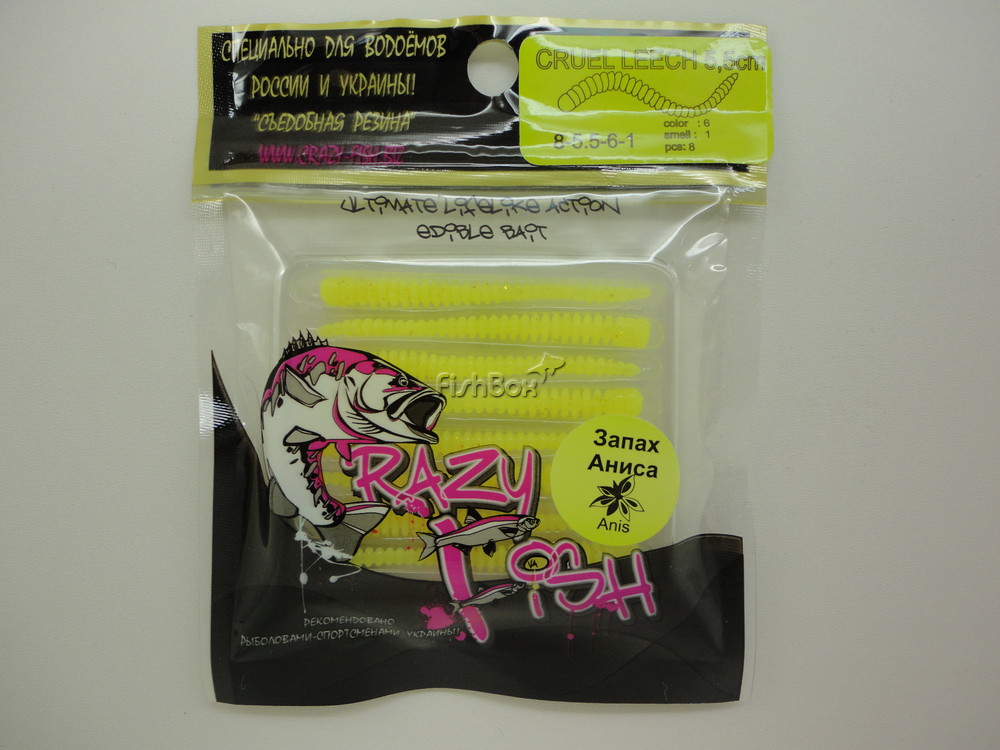 СПЕЦИАЛЬНО ДЛЯ ВОДОЁМОВ
РОССИИ И УКРАИНЫ!
"СЪЕДОБНАЯ РЕЗИНА"
WWW.CRAZY-FISH.BIZ
CRUEL LEECH 5,5cm
color : 6
smell : 1
pcs: 8
8-5.5-6-1
ULTIMATE LIFELIKE ACTION
EDIBLE BAIT
FishBox
Запах
Аниса
Anis
CRAZY
FISH
РЕКОМЕНДОВАНО
РЫБОЛОВАМИ-СПОРТСМЕНАМИ УКРАИНЫ!!